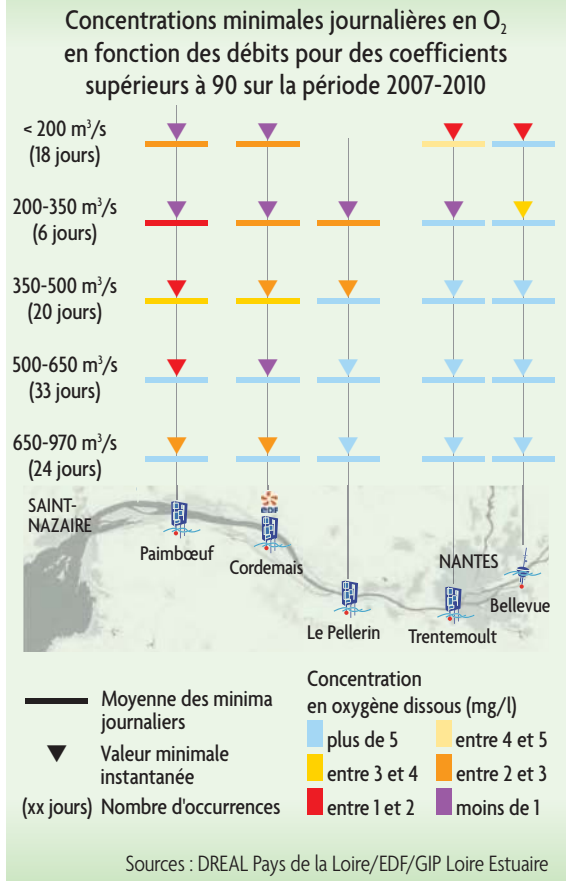 Concentrations minimales journalières en O₂
en fonction des débits pour des coefficients
supérieurs à 90 sur la période 2007-2010
< 200 m³/s
(18 jours)
200-350 m³/s
(6 jours)
350-500 m³/s
(20 jours)
500-650 m³/s
(33 jours)
650-970 m³/s
(24 jours)
SAINT-
NAZAIRE
edf
Paimbœuf
Cordemais
NANTES
Le Pellerin
Trentemoult
Bellevue
Moyenne des minima
journaliers
Valeur minimale
instantanée
(xx jours) Nombre d'occurrences
Concentration
en oxygène dissous (mg/l)
plus de 5
entre 4 et 5
entre 3 et 4
entre 2 et 3
entre 1 et 2
moins de 1
Sources : DREAL Pays de la Loire/EDF/GIP Loire Estuaire